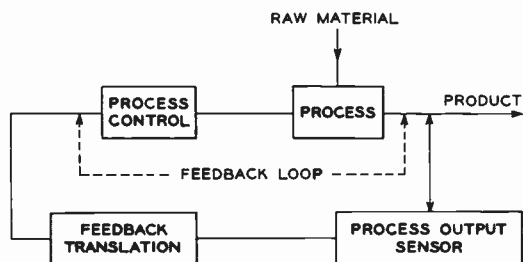 RAW MATERIAL
PROCESS
CONTROL
PROCESS
PRODUCT
FEEDBACK LOOP
FEEDBACK
TRANSLATION
PROCESS OUTPUT
SENSOR